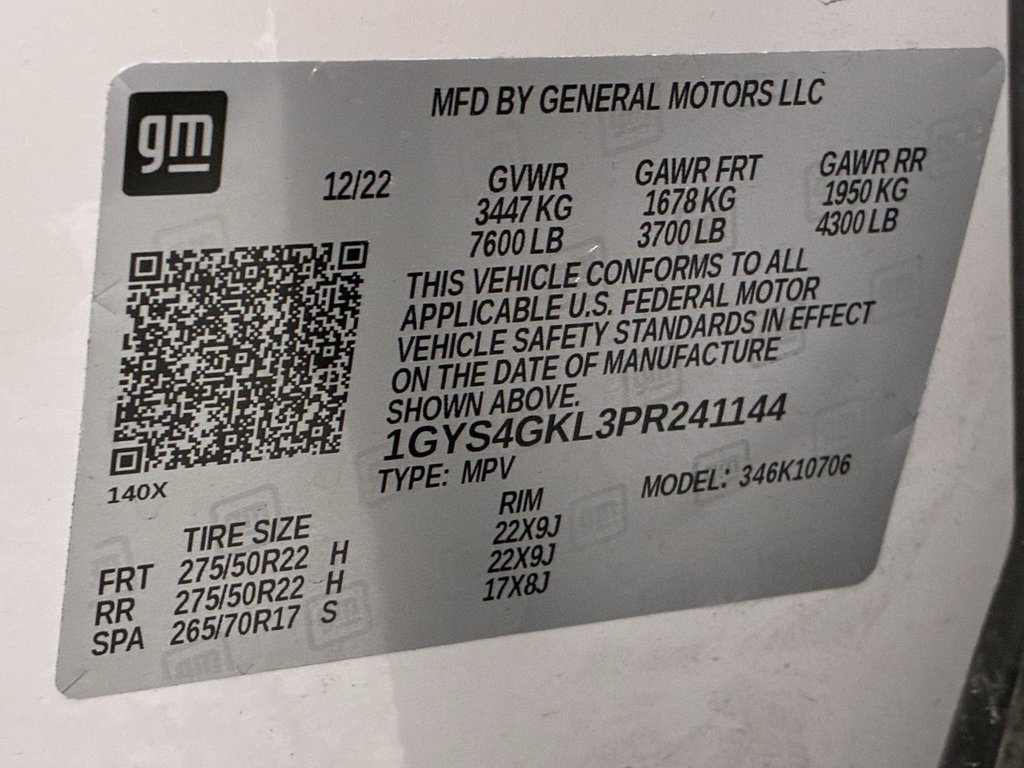 gm
MFD BY GENERAL MOTORS LLC
12/22
GVWR
3447 KG
7600 LB
GAWR FRT
1678 KG
3700 LB
GAWR RR
1950 KG
4300 LB
THIS VEHICLE CONFORMS TO ALL
APPLICABLE U.S. FEDERAL MOTOR
VEHICLE SAFETY STANDARDS IN EFFECT
ON THE DATE OF MANUFACTURE
SHOWN ABOVE.
1GYS4GKL3PR241144
TYPE: MPV
MODEL: 346K10706
140X
TIRE SIZE
RIM
FRT 275/50R22 H 22X9J
RR 275/50R22 H 22X9J
SPA 265/70R17 S 17X8J